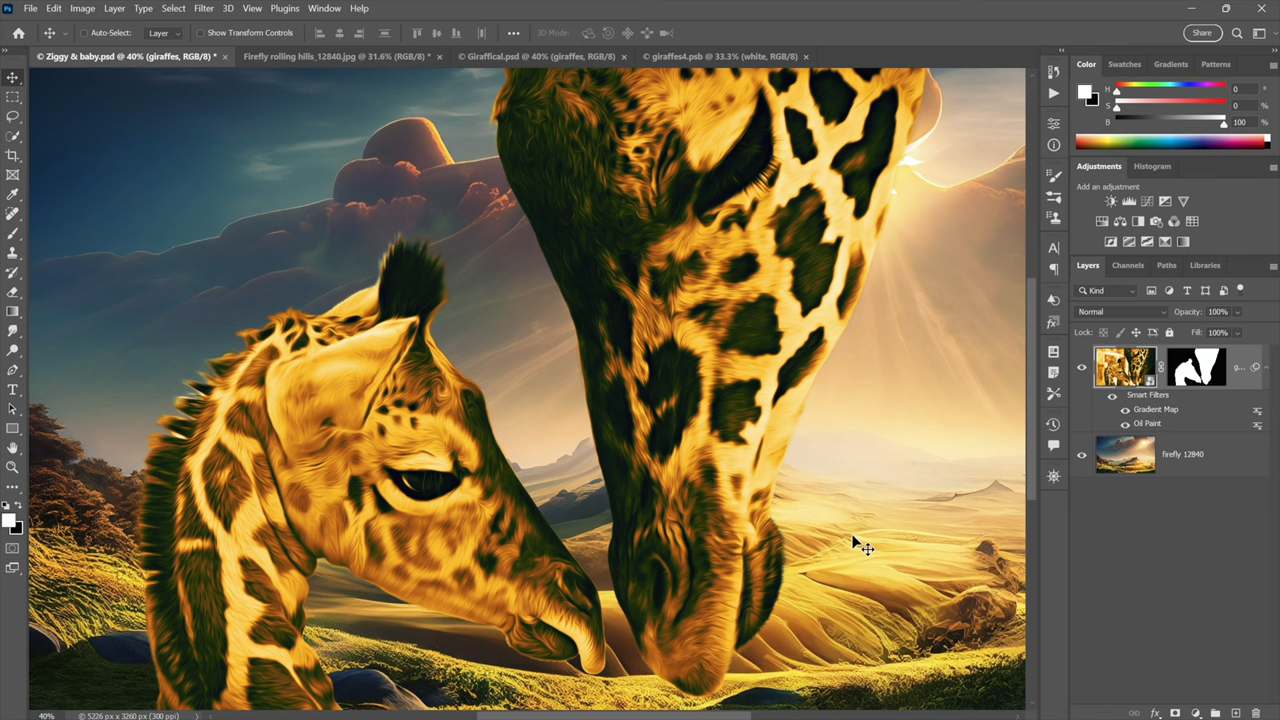 Ps File Edit Image Layer Type Select Filter 3D View Plugins Window Help
Auto-Select: Layer Show Transform Controls 3D Mode: Share
© Ziggy & baby.psd @ 40% (giraffes, RGB/8) * × Firefly rolling hills_12840.jpg @ 31.6% (RGB/8) * × © Giraffical.psd @ 40% (giraffes, RGB/8) × © giraffes4.psb @ 33.3% (white, RGB/8) ×
Color Swatches Gradients Patterns
H 0 °
S 0 %
B 100 %
Adjustments Histogram
Add an adjustment
Layers Channels Paths Libraries
Kind
Normal Opacity: 100%
Lock: Fill: 100%
g...
Smart Filters
Gradient Map
Oil Paint
firefly 12840
40% © 5226 px x 3260 px (300 ppi)